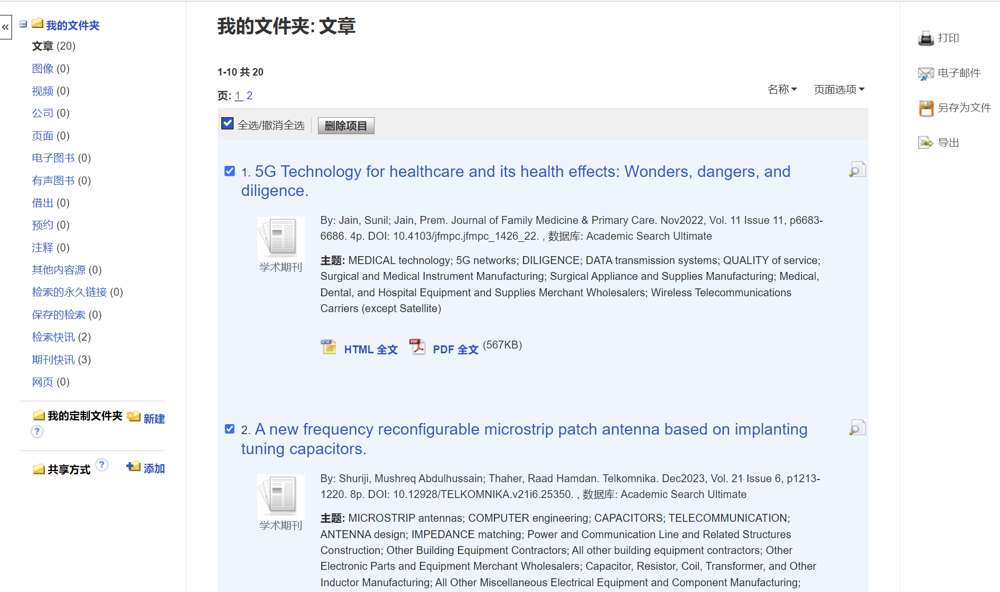 «
我的文件夹
文章 (20)
图像 (0)
视频 (0)
公司 (0)
页面 (0)
电子图书 (0)
有声图书 (0)
借出 (0)
预约 (0)
注释 (0)
其他内容源 (0)
检索的永久链接 (0)
保存的检索 (0)
检索快讯 (2)
期刊快讯 (3)
网页 (0)
我的定制文件夹 新建
?
共享方式 ? 添加
我的文件夹: 文章
1-10 共 20
页: 1 2
名称 页面选项
全选/撤消全选 删除项目
1. 5G Technology for healthcare and its health effects: Wonders, dangers, and
diligence.
学术期刊
By: Jain, Sunil; Jain, Prem. Journal of Family Medicine & Primary Care. Nov2022, Vol. 11 Issue 11, p6683-
6686. 4p. DOI: 10.4103/jfmpc.jfmpc_1426_22. , 数据库: Academic Search Ultimate
主题: MEDICAL technology; 5G networks; DILIGENCE; DATA transmission systems; QUALITY of service;
Surgical and Medical Instrument Manufacturing; Surgical Appliance and Supplies Manufacturing; Medical,
Dental, and Hospital Equipment and Supplies Merchant Wholesalers; Wireless Telecommunications
Carriers (except Satellite)
HTML 全文 PDF 全文 (567KB)
2. A new frequency reconfigurable microstrip patch antenna based on implanting
tuning capacitors.
学术期刊
By: Shuriji, Mushreq Abdulhussain; Thaher, Raad Hamdan. Telkomnika. Dec2023, Vol. 21 Issue 6, p1213-
1220. 8p. DOI: 10.12928/TELKOMNIKA.v21i6.25350. , 数据库: Academic Search Ultimate
主题: MICROSTRIP antennas; COMPUTER engineering; CAPACITORS; TELECOMMUNICATION;
ANTENNA design; IMPEDANCE matching; Power and Communication Line and Related Structures
Construction; Other Building Equipment Contractors; All other building equipment contractors; Other
Electronic Parts and Equipment Merchant Wholesalers; Capacitor, Resistor, Coil, Transformer, and Other
Inductor Manufacturing; All Other Miscellaneous Electrical Equipment and Component Manufacturing;
打印
电子邮件
另存为文件
导出